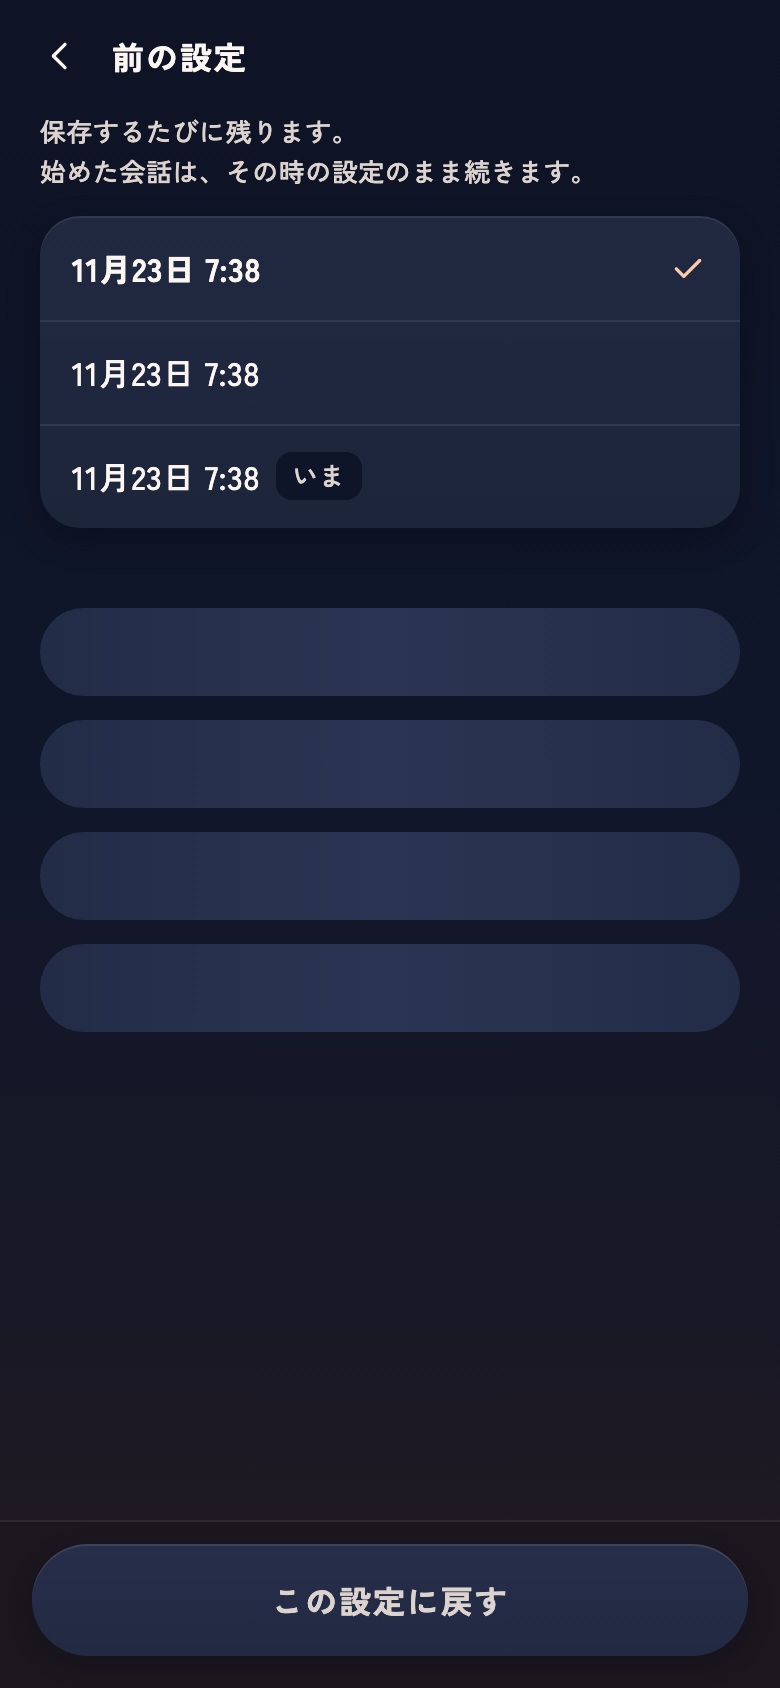 前の設定
保存するたびに残ります。
始めた会話は、その時の設定のまま続きます。
11月23日 7:38
11月23日 7:38
11月23日 7:38 いま
この設定に戻す